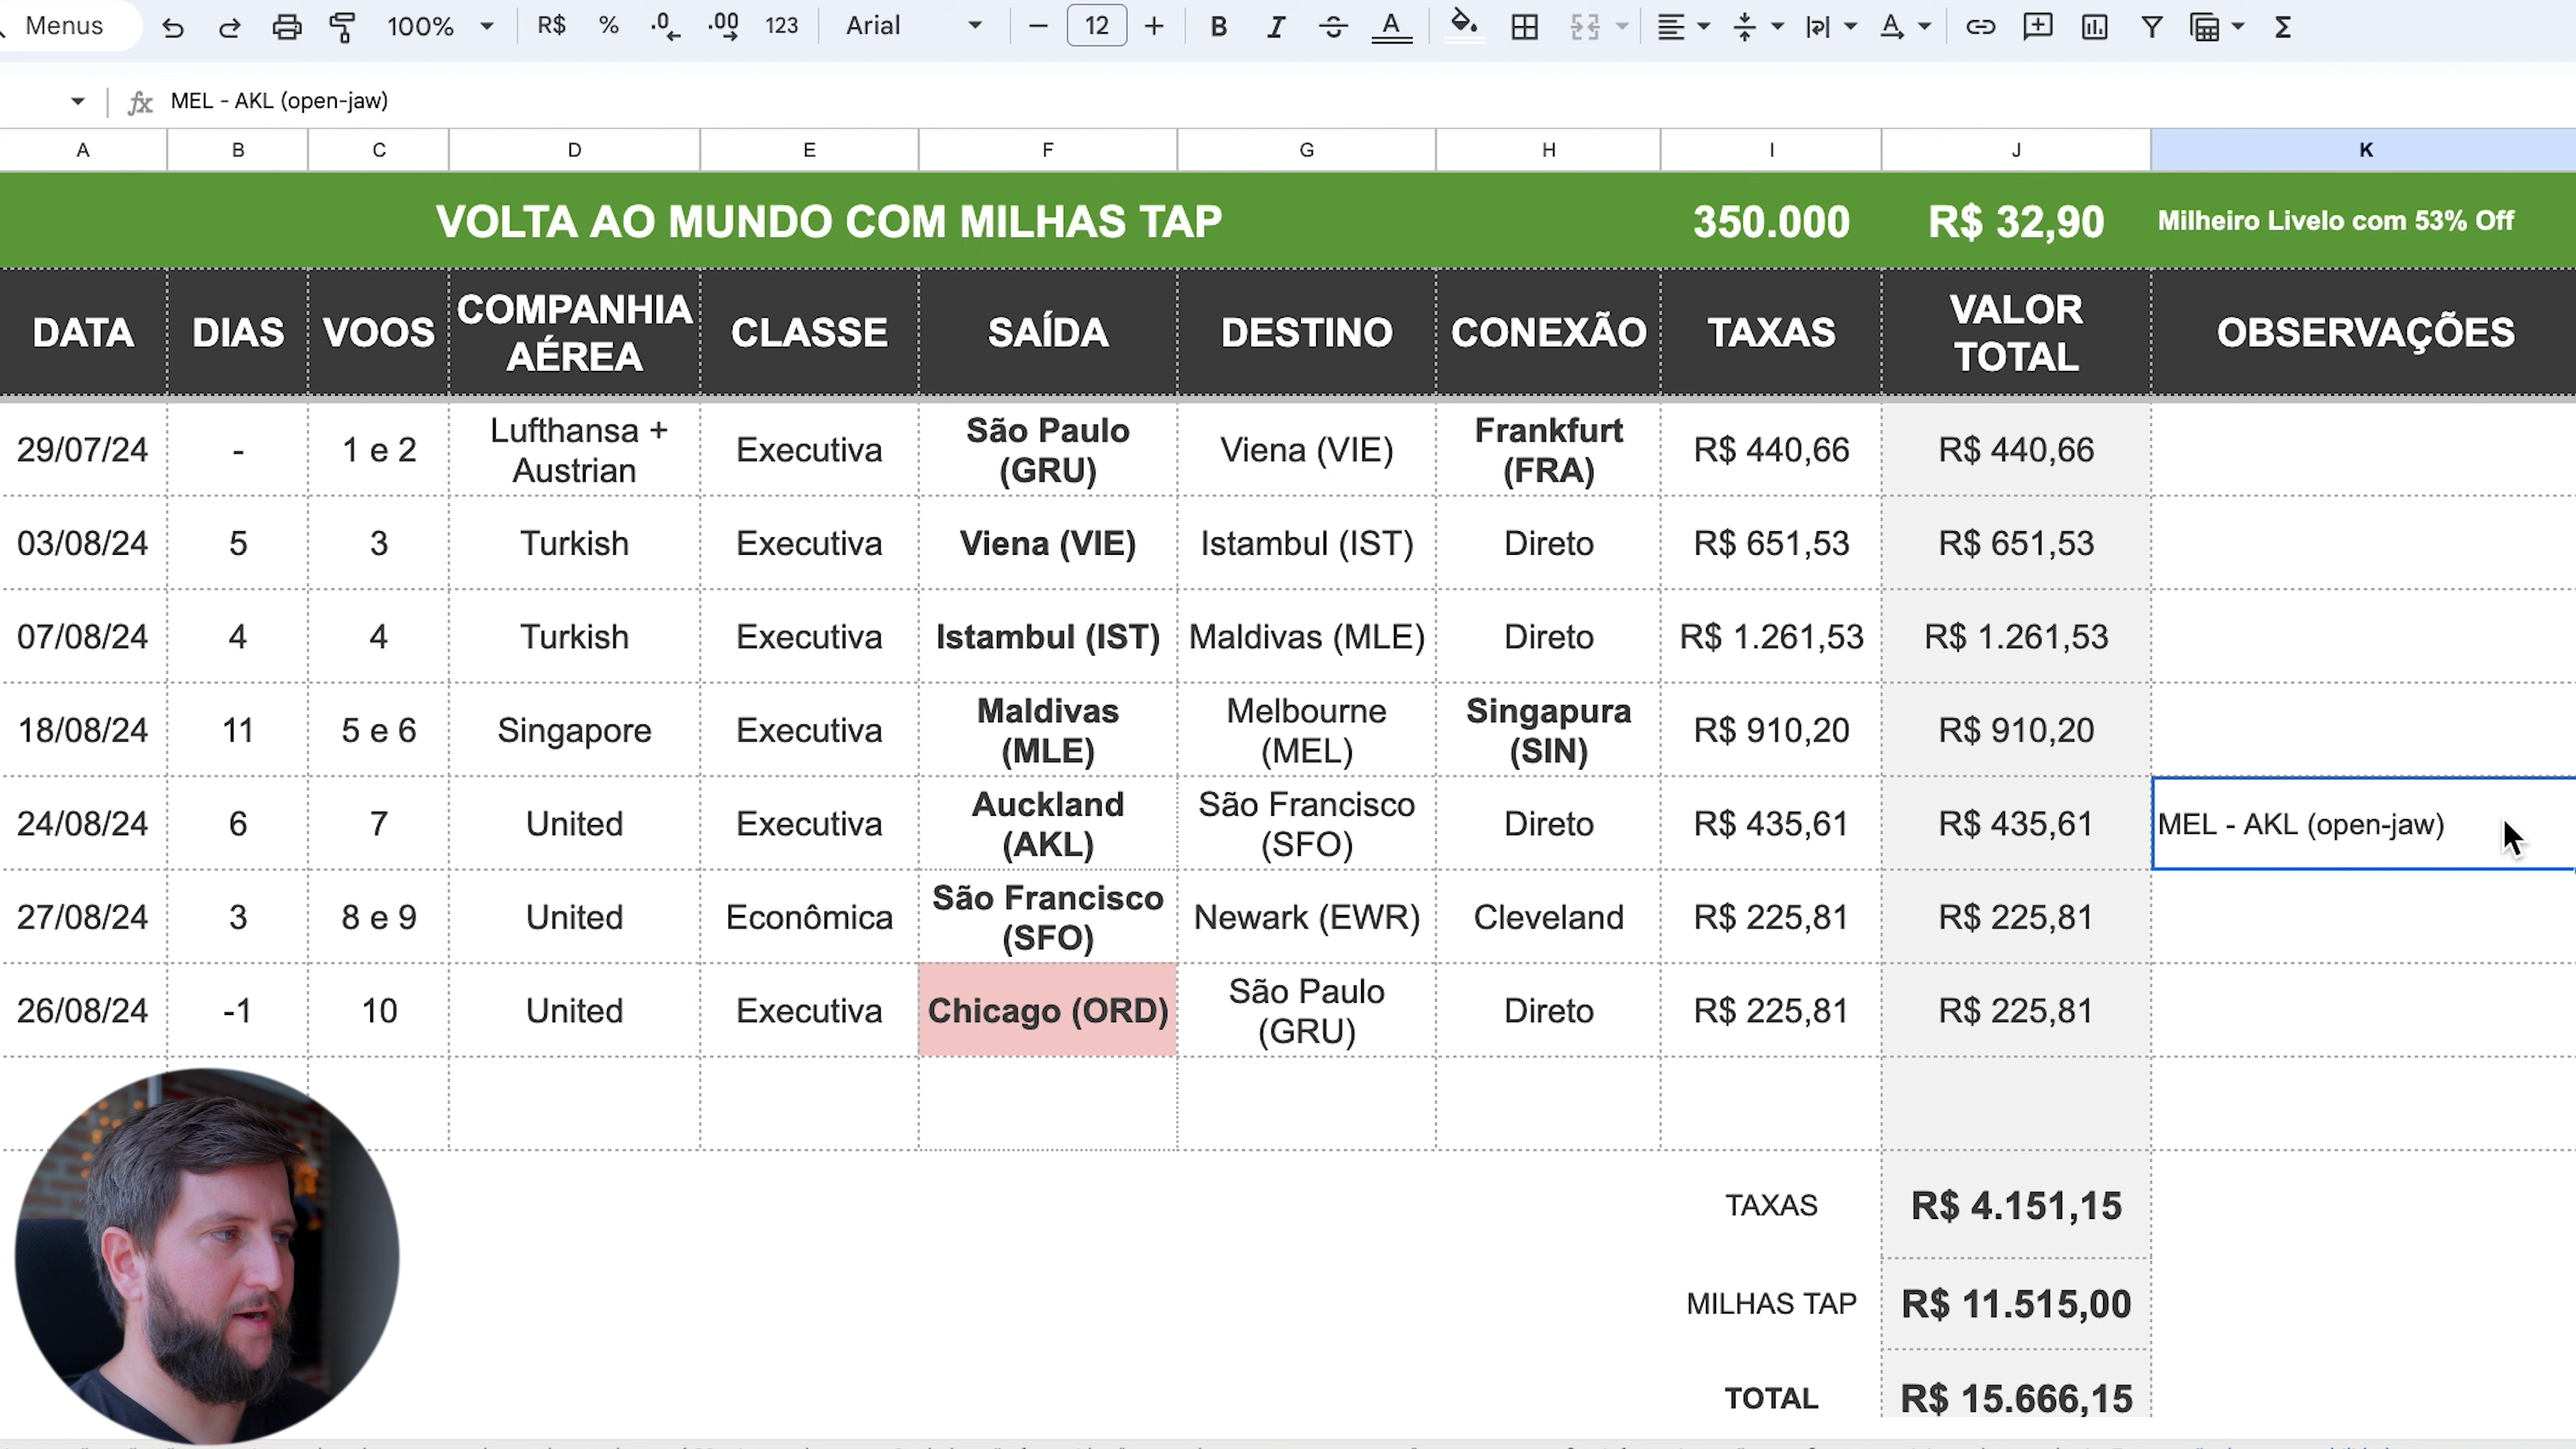 Menus 100% R$ % .0 .00 123 Arial 12 B I A
MEL - AKL (open-jaw)
A B C D E F G H I J K
VOLTA AO MUNDO COM MILHAS TAP 350.000 R$ 32,90 Milheiro Livelo com 53% Off
DATA DIAS VOOS COMPANHIA AÉREA CLASSE SAÍDA DESTINO CONEXÃO TAXAS VALOR TOTAL OBSERVAÇÕES
29/07/24 - 1 e 2 Lufthansa + Austrian Executiva São Paulo (GRU) Viena (VIE) Frankfurt (FRA) R$ 440,66 R$ 440,66
03/08/24 5 3 Turkish Executiva Viena (VIE) Istambul (IST) Direto R$ 651,53 R$ 651,53
07/08/24 4 4 Turkish Executiva Istambul (IST) Maldivas (MLE) Direto R$ 1.261,53 R$ 1.261,53
18/08/24 11 5 e 6 Singapore Executiva Maldivas (MLE) Melbourne (MEL) Singapura (SIN) R$ 910,20 R$ 910,20
24/08/24 6 7 United Executiva Auckland (AKL) São Francisco (SFO) Direto R$ 435,61 R$ 435,61 MEL - AKL (open-jaw)
27/08/24 3 8 e 9 United Econômica São Francisco (SFO) Newark (EWR) Cleveland R$ 225,81 R$ 225,81
26/08/24 -1 10 United Executiva Chicago (ORD) São Paulo (GRU) Direto R$ 225,81 R$ 225,81
TAXAS R$ 4.151,15
MILHAS TAP R$ 11.515,00
TOTAL R$ 15.666,15